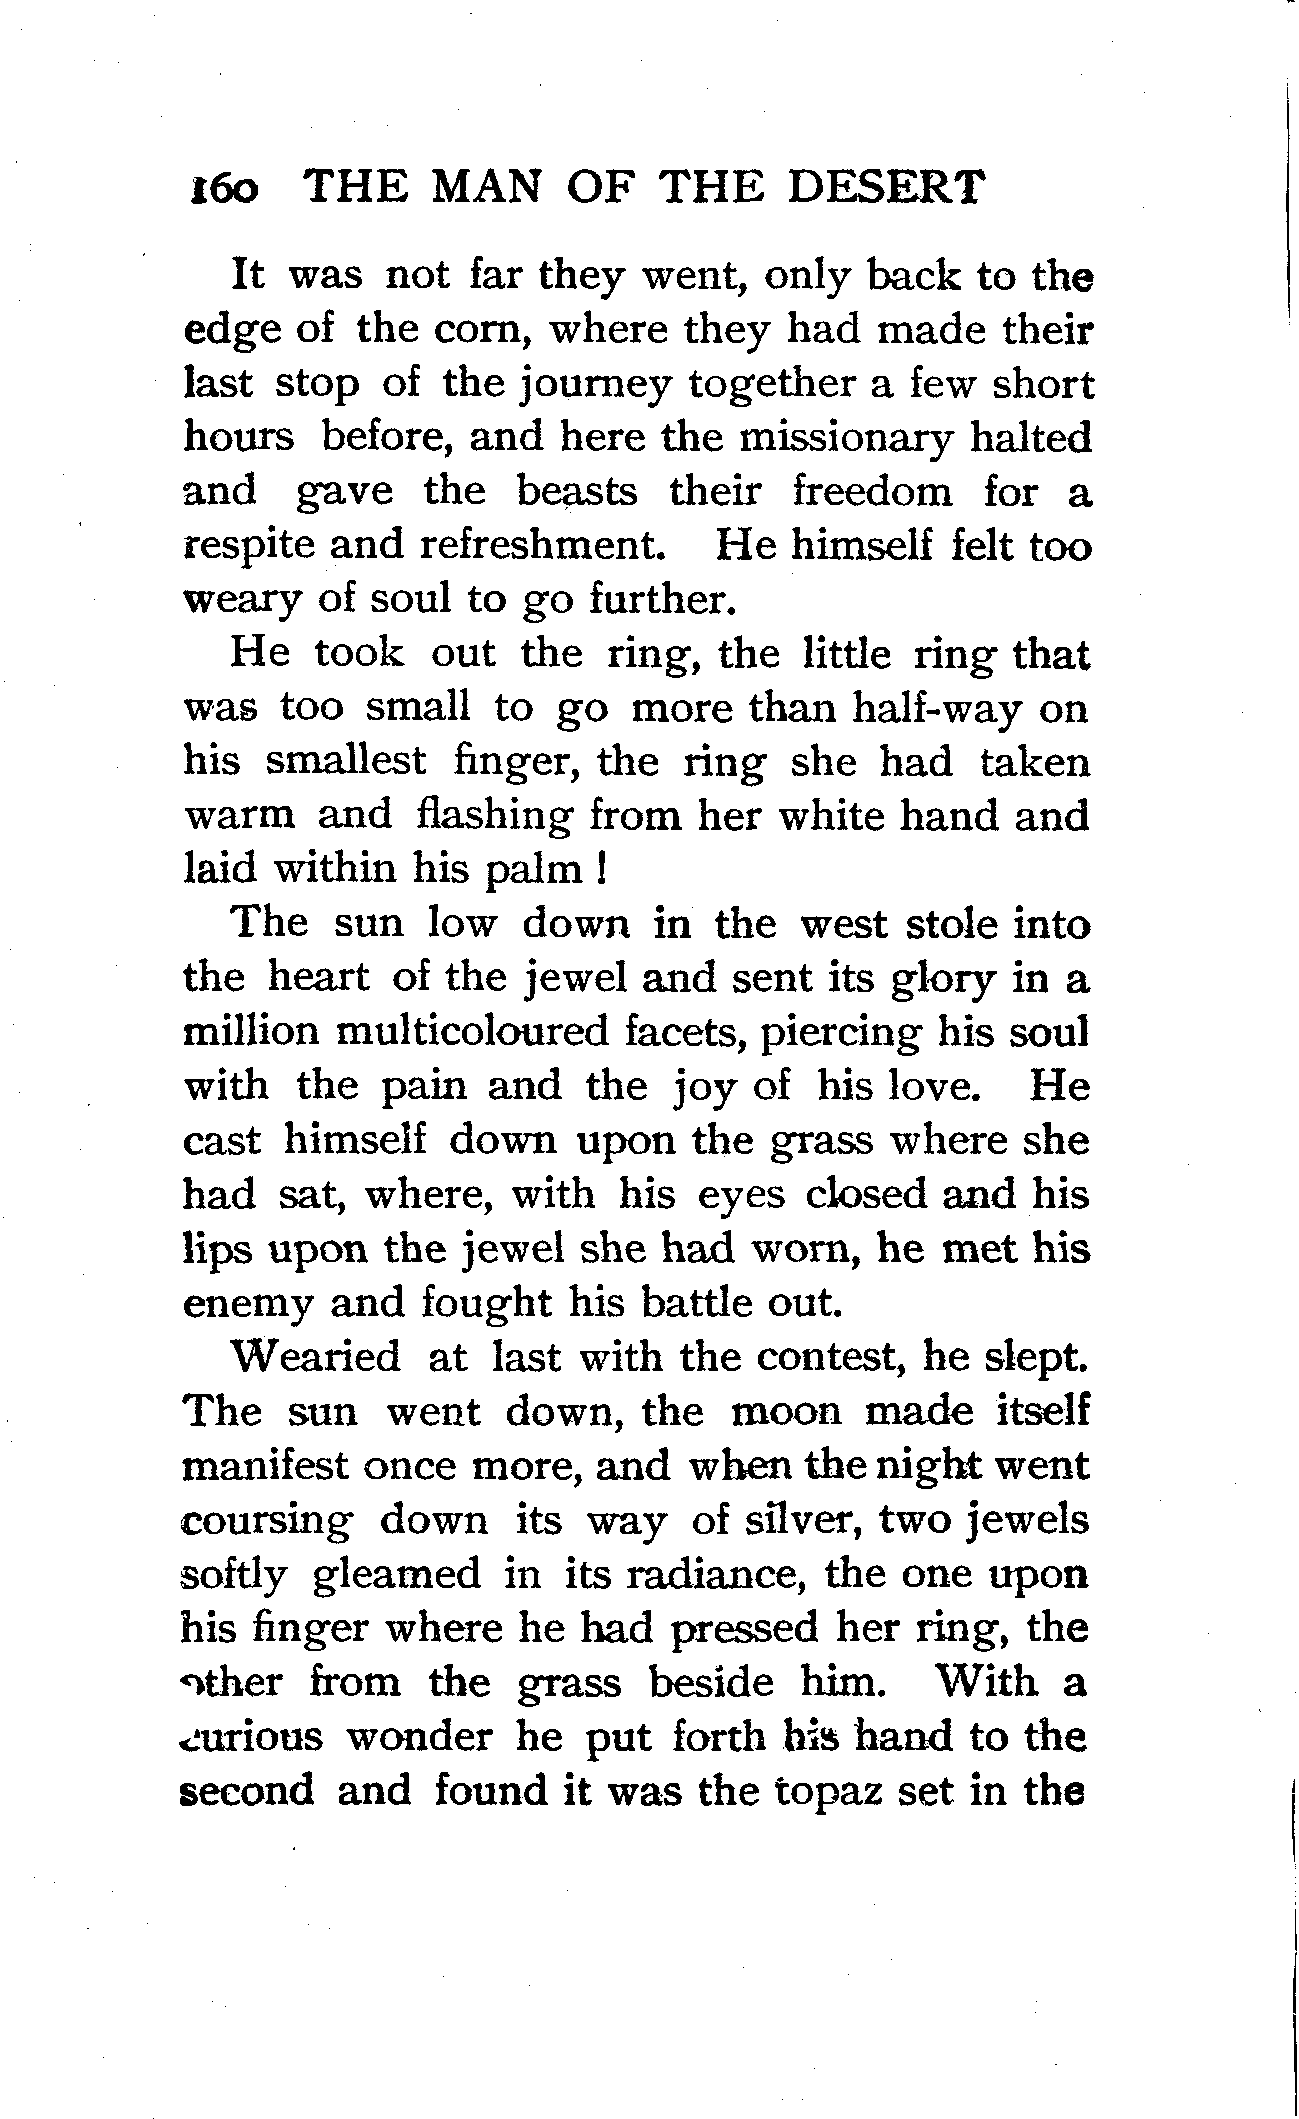 160 THE MAN OF THE DESERT
It was not far they went, only back to the
edge of the corn, where they had made their
last stop of the journey together a few short
hours before, and here the missionary halted
and gave the beasts their freedom for a
respite and refreshment. He himself felt too
weary of soul to go further.
He took out the ring, the little ring that
was too small to go more than half-way on
his smallest finger, the ring she had taken
warm and flashing from her white hand and
laid within his palm !
The sun low down in the west stole into
the heart of the jewel and sent its glory in a
million multicoloured facets, piercing his soul
with the pain and the joy of his love. He
cast himself down upon the grass where she
had sat, where, with his eyes closed and his
lips upon the jewel she had worn, he met his
enemy and fought his battle out.
Wearied at last with the contest, he slept.
The sun went down, the moon made itself
manifest once more, and when the night went
coursing down its way of silver, two jewels
softly gleamed in its radiance, the one upon
his finger where he had pressed her ring, the
other from the grass beside him. With a
curious wonder he put forth his hand to the
second and found it was the topaz set in the